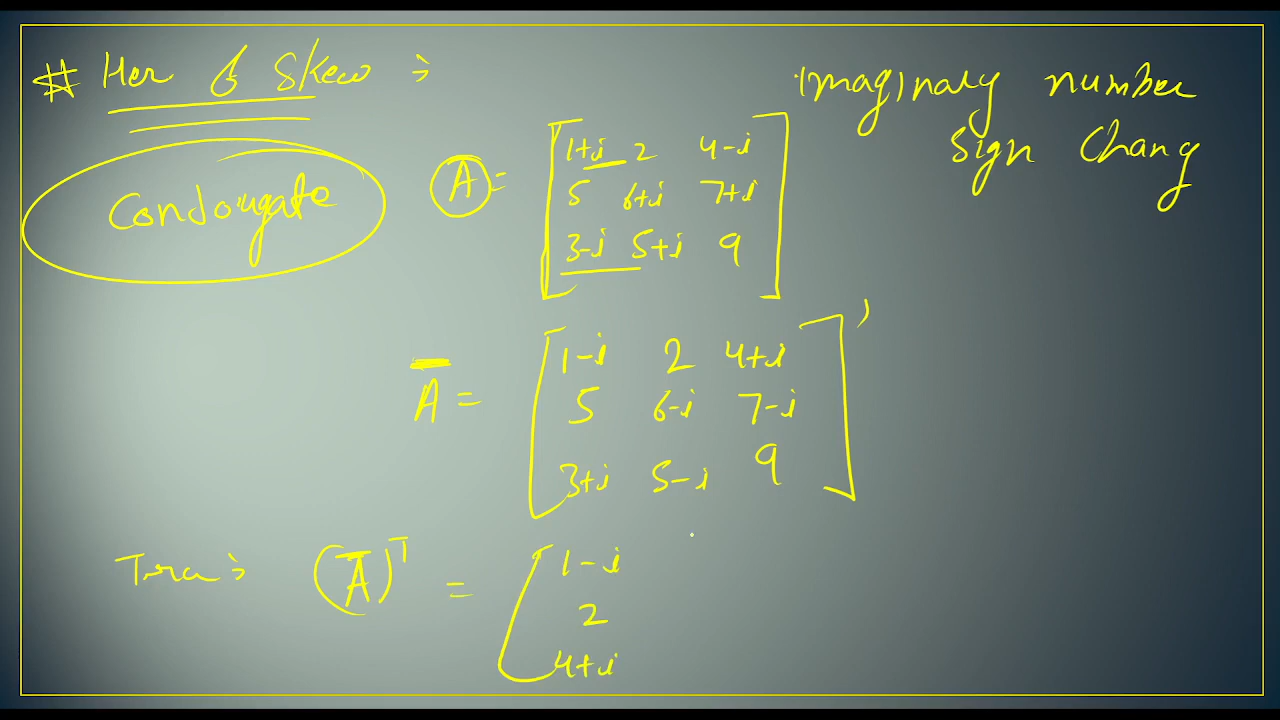 # Her & Skew :
Imaginary number
sign chang
Condougate
A = [1+i 2 4-i
5 6+i 7+i
3-i 5+i 9]
A̅ = [1-i 2 4+i
5 6-i 7-i
3+i 5-i 9]'
Tra: (A̅)ᵀ = [1-i
2
4+i